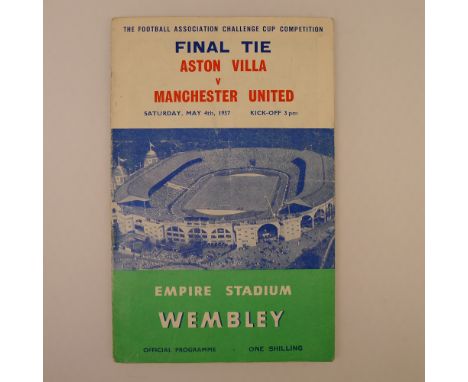 THE FOOTBALL ASSOCIATION CHALLENGE CUP COMPETITION
FINAL TIE
ASTON VILLA
v
MANCHESTER UNITED
SATURDAY, MAY 4th, 1957 KICK-OFF 3 pm
EMPIRE STADIUM
WEMBLEY
OFFICIAL PROGRAMME · ONE SHILLING